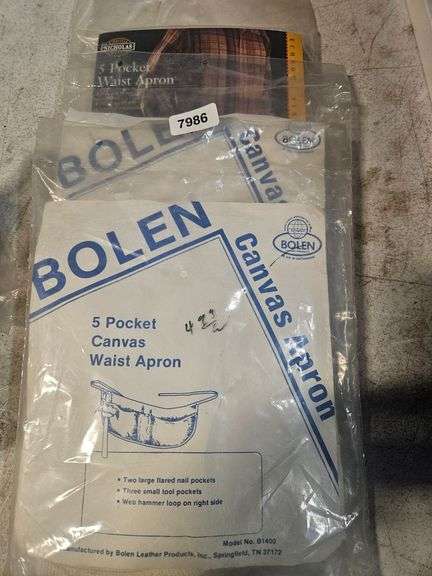 NICHOLAS
5 Pocket
Waist Apron
7986
BOLEN
Canvas
BOLEN
BOLEN
Canvas Apron
BOLEN
5 Pocket
Canvas
Waist Apron
• Two large flared nail pockets
• Three small tool pockets
• Web hammer loop on right side
Model No. B1400
Manufactured by Bolen Leather Products, Inc., Springfield, TN 37172